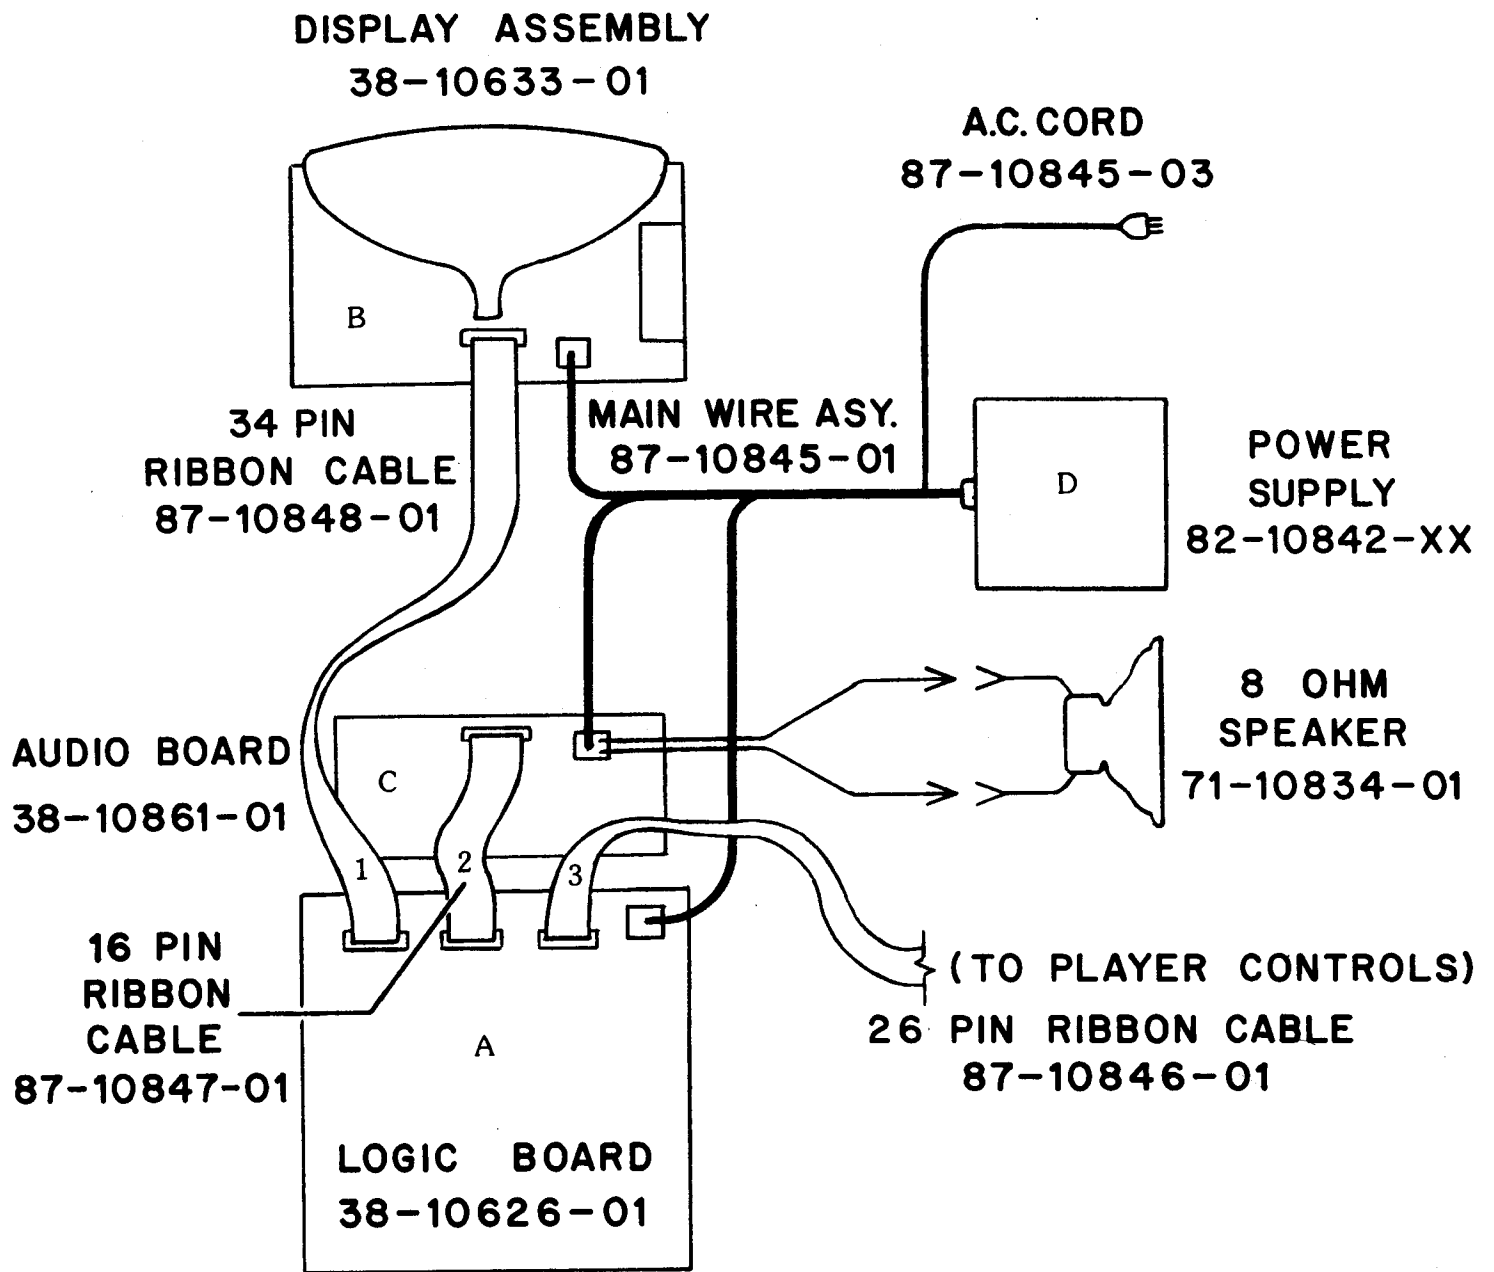 DISPLAY ASSEMBLY
38-10633-01
A.C. CORD
87-10845-03
B
34 PIN
RIBBON CABLE
87-10848-01
MAIN WIRE ASY.
87-10845-01
D
POWER
SUPPLY
82-10842-XX
8 OHM
SPEAKER
71-10834-01
AUDIO BOARD
38-10861-01
C
1
2
3
16 PIN
RIBBON
CABLE
87-10847-01
(TO PLAYER CONTROLS)
26 PIN RIBBON CABLE
87-10846-01
A
LOGIC BOARD
38-10626-01